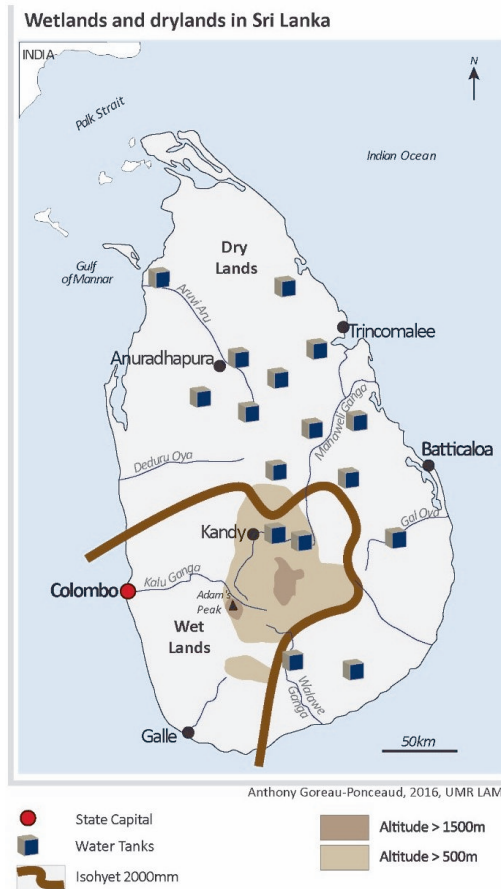 Wetlands and drylands in Sri Lanka
INDIA
N
Palk Strait
Indian Ocean
Dry
Lands
Gulf
of Mannar
Aruvi Aru
Trincomalee
Anuradhapura
Manaweli Ganga
Batticaloa
Deduru Oya
Gal Oya
Kandy
Colombo
Kalu Ganga
Adam's
Peak
Wet
Lands
Walawe
Ganga
Galle
50km
Anthony Goreau-Ponceaud, 2016, UMR LAM
State Capital
Altitude > 1500m
Water Tanks
Altitude > 500m
Isohyet 2000mm